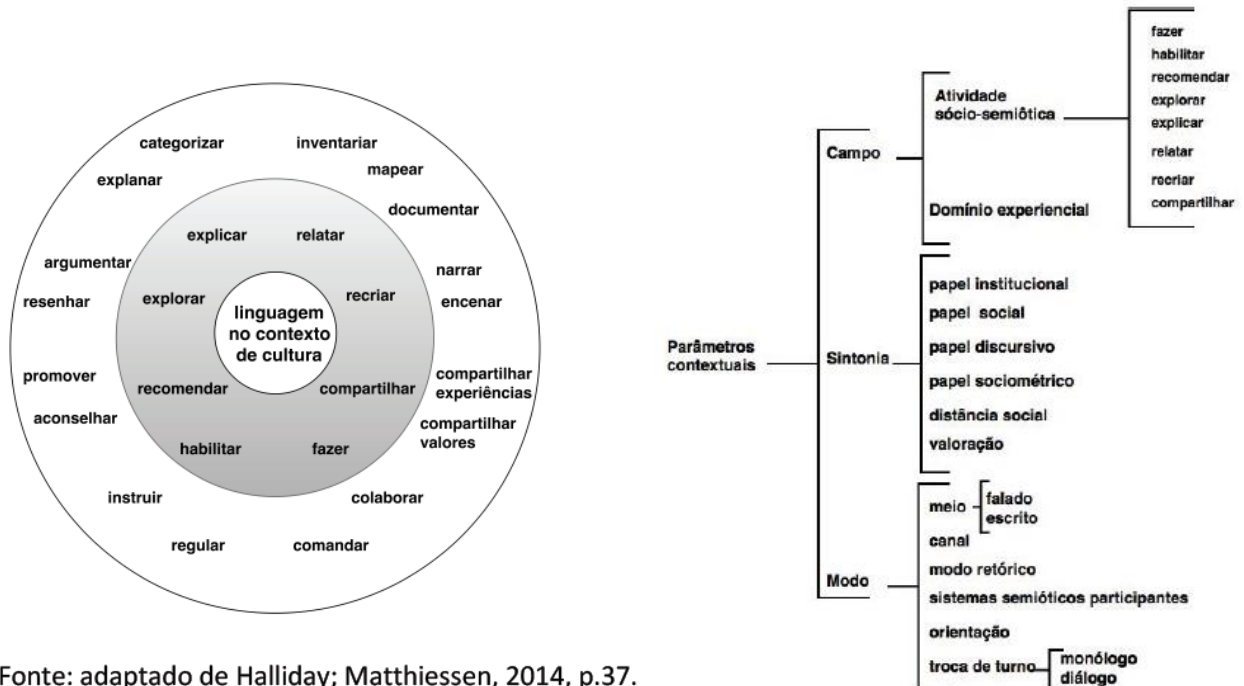 categorizar
inventariar
explanar
mapear
documentar
explicar
relatar
argumentar
narrar
resenhar
explorar
recriar
encenar
linguagem
no contexto
de cultura
promover
recomendar
compartilhar
compartilhar
experiências
aconselhar
compartilhar
valores
habilitar
fazer
instruir
colaborar
regular
comandar
Fonte: adaptado de Halliday; Matthiessen, 2014, p.37.
Parâmetros
contextuais
Campo
Atividade
sócio-semiôtica
fazer
habilitar
recomendar
explorar
explicar
relatar
recriar
compartilhar
Domínio experiencial
Sintonia
papel institucional
papel social
papel discursivo
papel sociométrico
distância social
valoração
Modo
meio
falado
escrito
canal
modo retórico
sistemas semióticos participantes
orientação
troca de turno
monólogo
diálogo